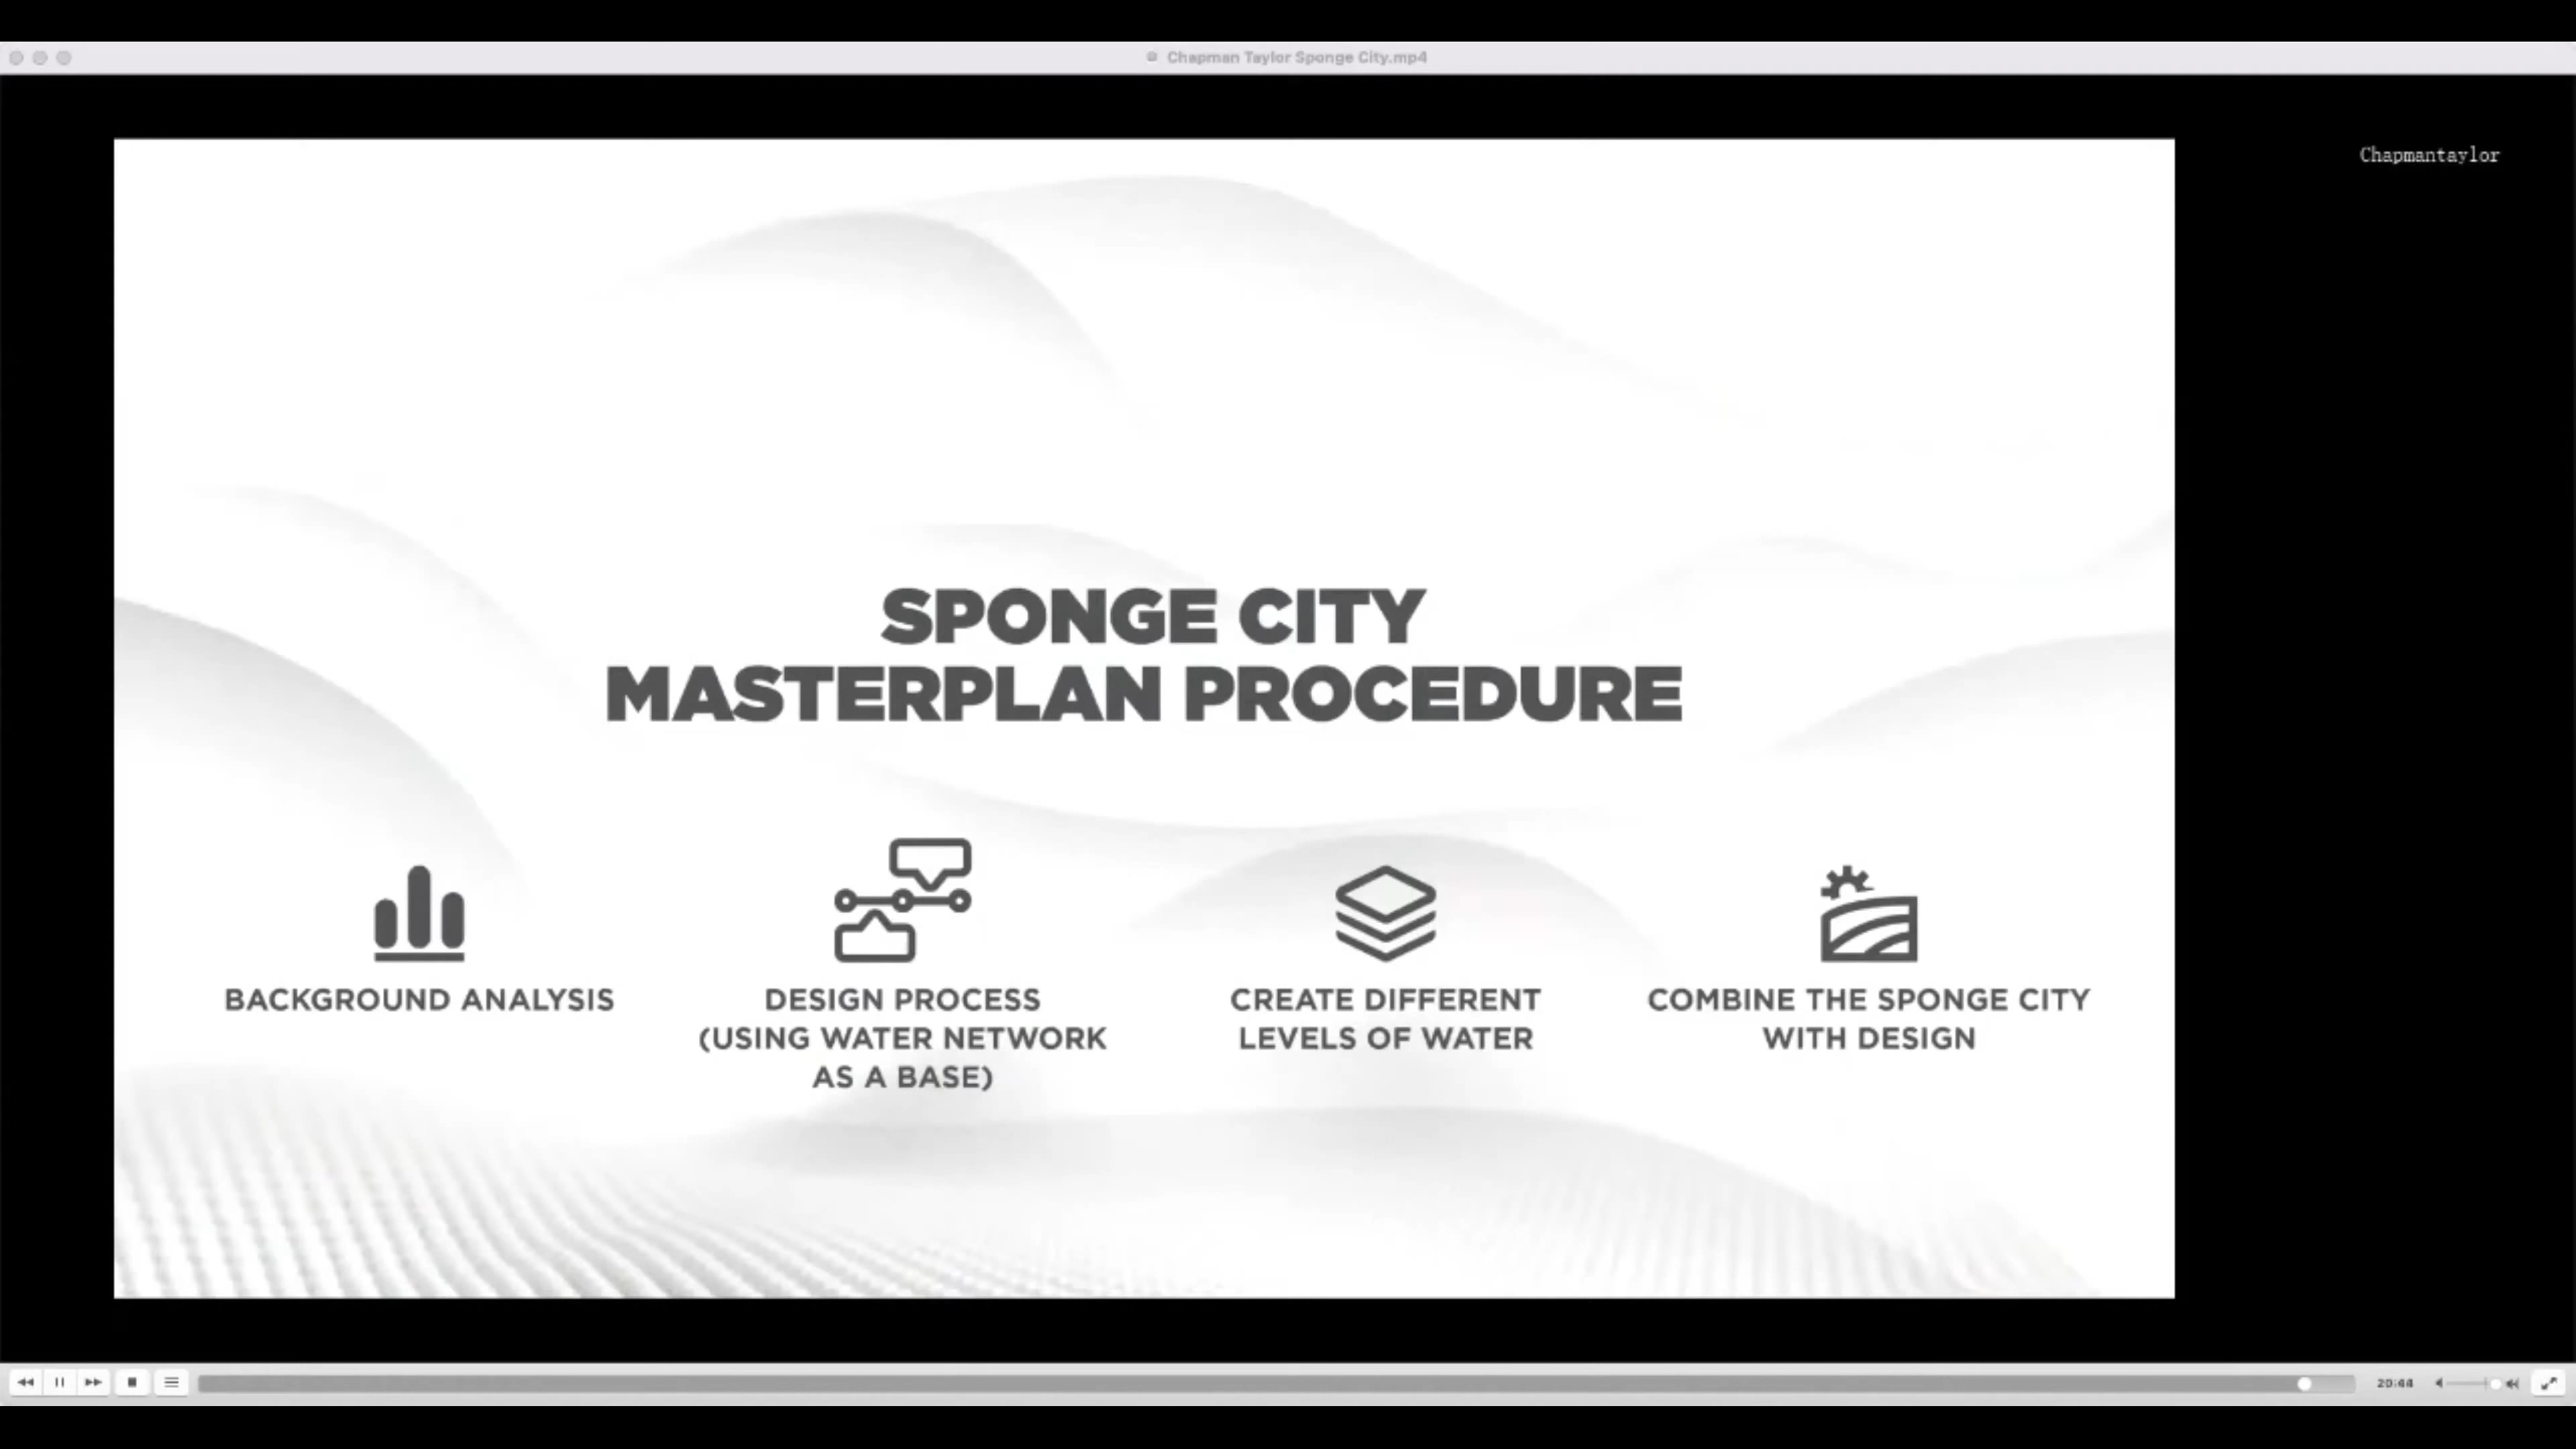 Chapman Taylor Sponge City.mp4
Chapmantaylor
SPONGE CITY
MASTERPLAN PROCEDURE
BACKGROUND ANALYSIS
DESIGN PROCESS
(USING WATER NETWORK
AS A BASE)
CREATE DIFFERENT
LEVELS OF WATER
COMBINE THE SPONGE CITY
WITH DESIGN
20:44